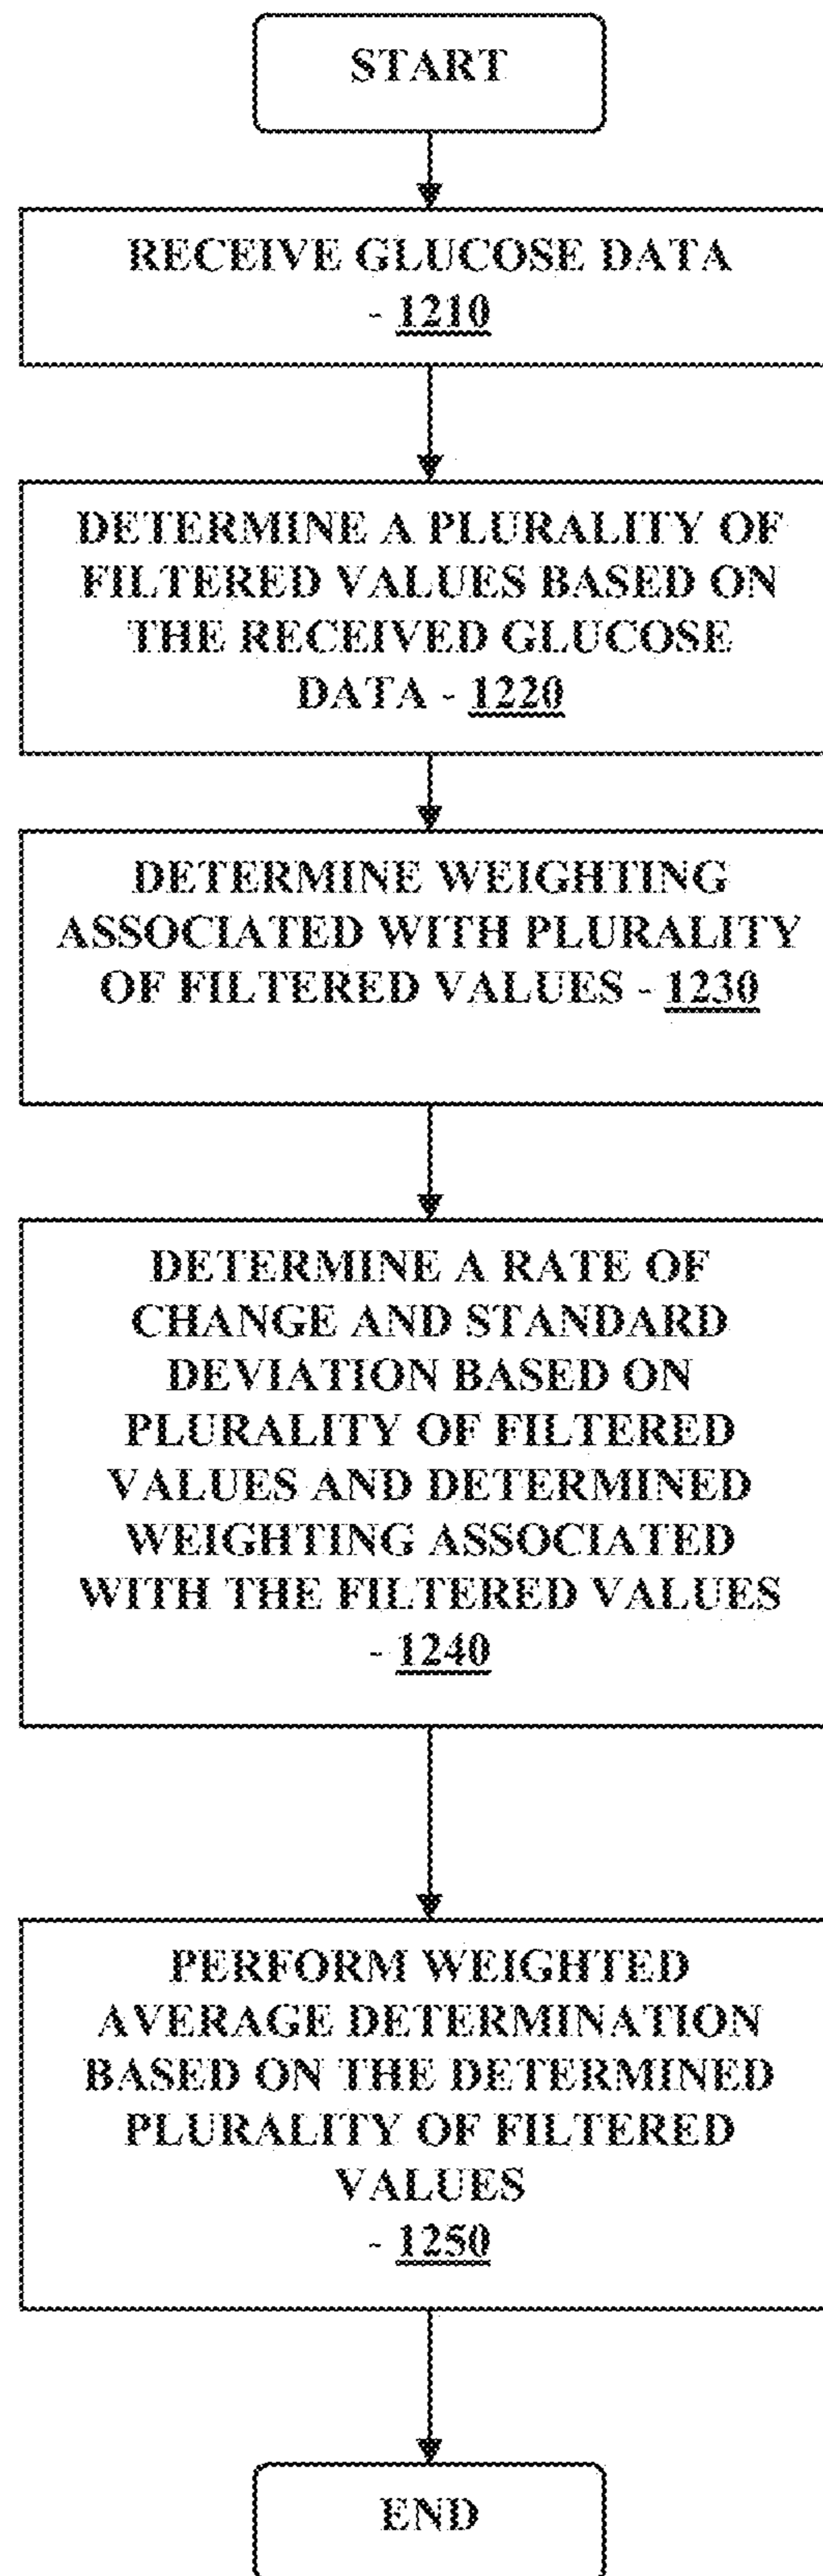 START
RECEIVE GLUCOSE DATA
- 1210
DETERMINE A PLURALITY OF
FILTERED VALUES BASED ON
THE RECEIVED GLUCOSE
DATA - 1220
DETERMINE WEIGHTING
ASSOCIATED WITH PLURALITY
OF FILTERED VALUES - 1230
DETERMINE A RATE OF
CHANGE AND STANDARD
DEVIATION BASED ON
PLURALITY OF FILTERED
VALUES AND DETERMINED
WEIGHTING ASSOCIATED
WITH THE FILTERED VALUES
- 1240
PERFORM WEIGHTED
AVERAGE DETERMINATION
BASED ON THE DETERMINED
PLURALITY OF FILTERED
VALUES
- 1250
END